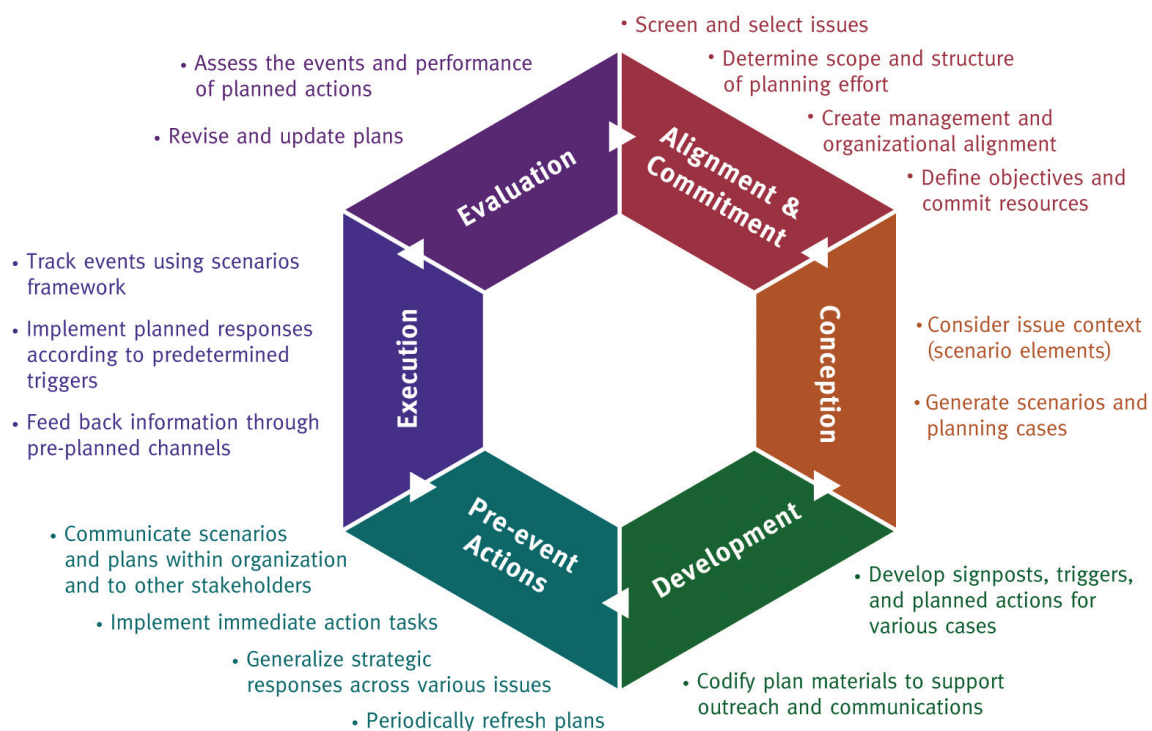 • Screen and select issues
• Determine scope and structure
of planning effort
• Create management and
organizational alignment
• Define objectives and
commit resources
Alignment &
Commitment
• Consider issue context
(scenario elements)
• Generate scenarios and
planning cases
Conception
• Develop signposts, triggers,
and planned actions for
various cases
• Codify plan materials to support
outreach and communications
Development
• Communicate scenarios
and plans within organization
and to other stakeholders
• Implement immediate action tasks
• Generalize strategic
responses across various issues
• Periodically refresh plans
Pre-event
Actions
• Track events using scenarios
framework
• Implement planned responses
according to predetermined
triggers
• Feed back information through
pre-planned channels
Execution
• Assess the events and performance
of planned actions
• Revise and update plans
Evaluation